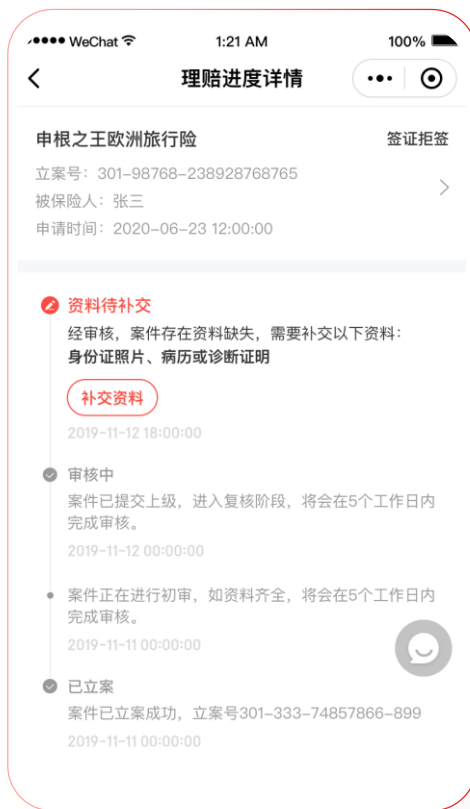 WeChat 1:21 AM 100%
理赔进度详情
申根之王欧洲旅行险 签证拒签
立案号：301-98768-238928768765
被保险人：张三
申请时间：2020-06-23 12:00:00
资料待补交
经审核，案件存在资料缺失，需要补交以下资料：
身份证照片、病历或诊断证明
补交资料
2019-11-12 18:00:00
审核中
案件已提交上级，进入复核阶段，将会在5个工作日内
完成审核。
2019-11-12 00:00:00
案件正在进行初审，如资料齐全，将会在5个工作日内
完成审核。
2019-11-11 00:00:00
已立案
案件已立案成功，立案号301-333-74857866-899
2019-11-11 00:00:00